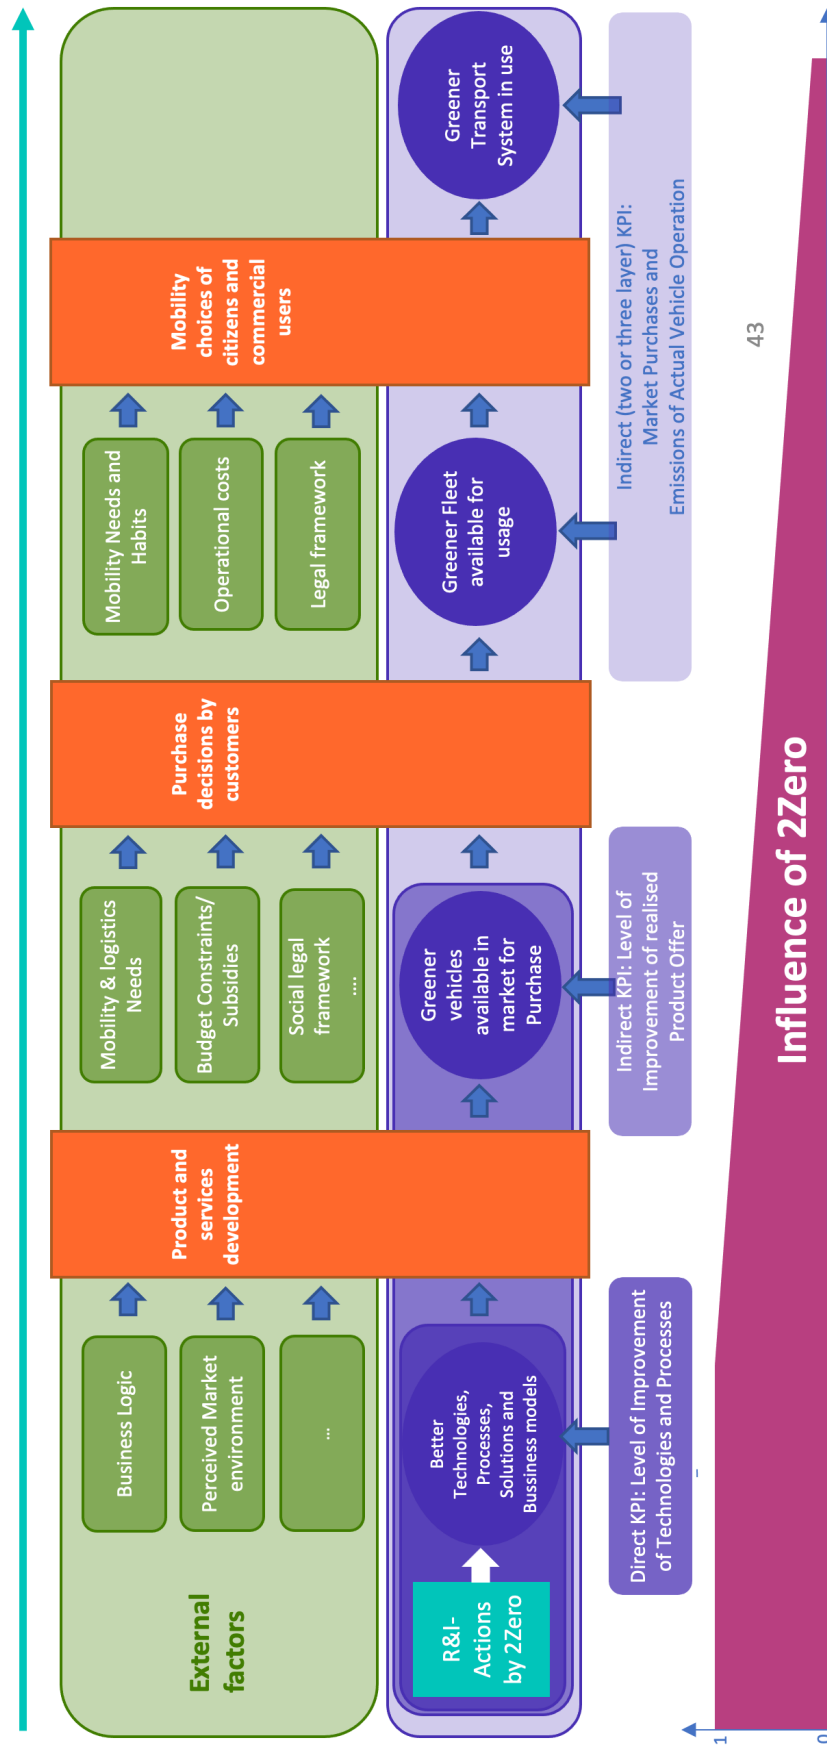 External
factors
Business Logic
Perceived Market
environment
...
Product and
services
development
Mobility & logistics
Needs
Budget Constraints/
Subsidies
Social legal
framework
....
Purchase
decisions by
customers
Mobility Needs and
Habits
Operational costs
Legal framework
Mobility
choices of
citizens and
commercial
users
R&I-
Actions
by 2Zero
Better
Technologies,
Processes,
Solutions and
Bussiness models
Greener
vehicles
available in
market for
Purchase
Greener Fleet
available for
usage
Greener
Transport
System in use
Direct KPI: Level of Improvement
of Technologies and Processes
Indirect KPI: Level of
Improvement of realised
Product Offer
Indirect (two or three layer) KPI:
Market Purchases and
Emissions of Actual Vehicle Operation
43
1
Influence of 2Zero
0